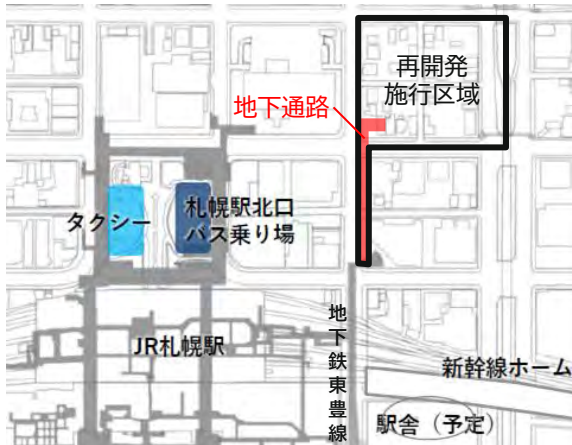 再開発
施行区域
地下通路
タクシー
札幌駅北口
バス乗り場
JR札幌駅
地下鉄東豊線
新幹線ホーム
駅舎（予定）